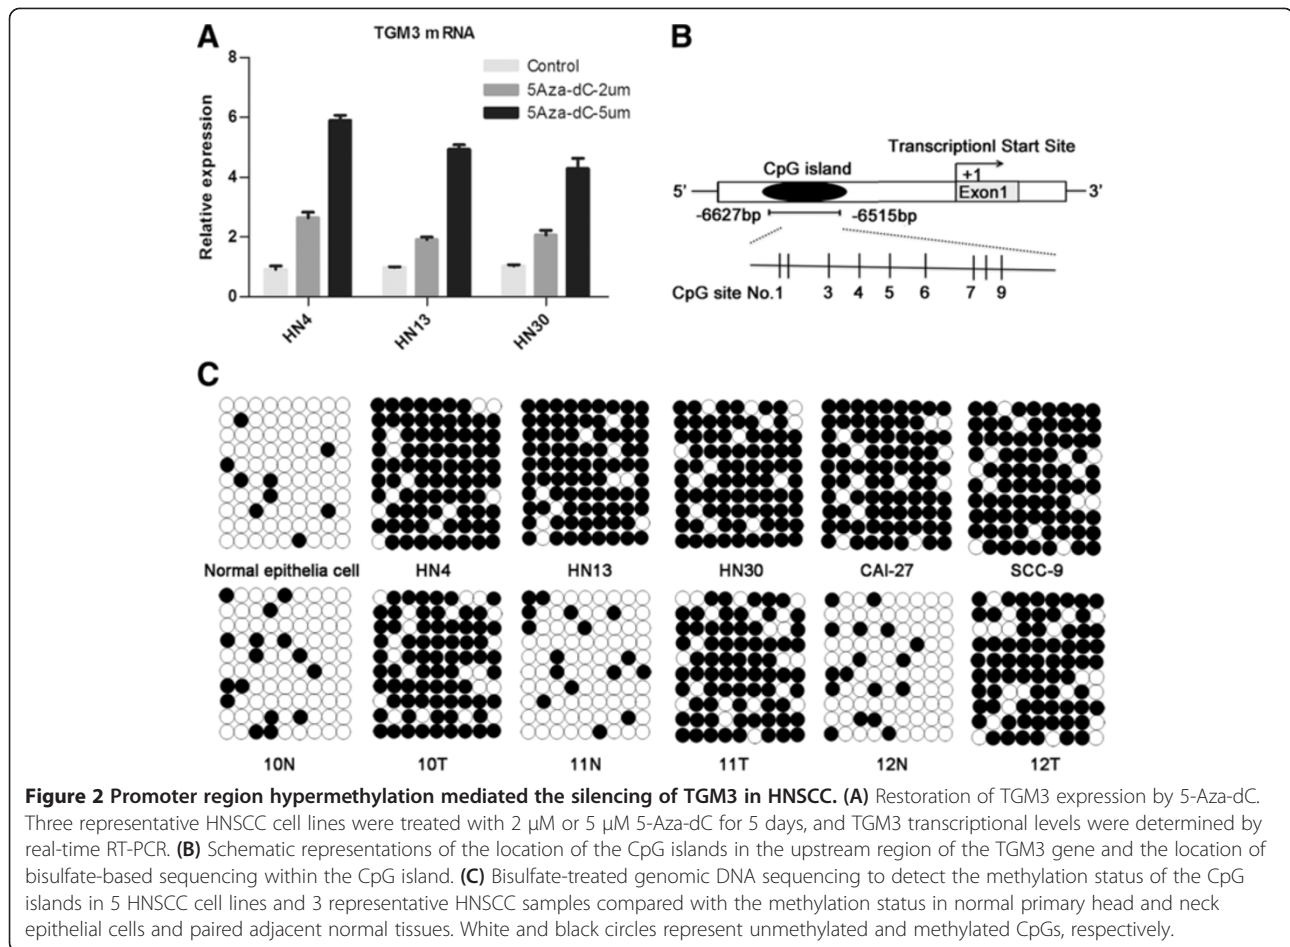 A
TGM3 mRNA
8
6
4
2
0
Relative expression
Control
5Aza-dC-2um
5Aza-dC-5um
HN4
HN13
HN30
B
Transcriptionl Start Site
CpG island
+1
5’
Exon1
3’
-6627bp
-6515bp
CpG site No.1 3 4 5 6 7 9
C
Normal epithelia cell HN4 HN13 HN30 CAI-27 SCC-9
10N 10T 11N 11T 12N 12T
Figure 2 Promoter region hypermethylation mediated the silencing of TGM3 in HNSCC. (A) Restoration of TGM3 expression by 5-Aza-dC.
Three representative HNSCC cell lines were treated with 2 μM or 5 μM 5-Aza-dC for 5 days, and TGM3 transcriptional levels were determined by
real-time RT-PCR. (B) Schematic representations of the location of the CpG islands in the upstream region of the TGM3 gene and the location of
bisulfate-based sequencing within the CpG island. (C) Bisulfate-treated genomic DNA sequencing to detect the methylation status of the CpG
islands in 5 HNSCC cell lines and 3 representative HNSCC samples compared with the methylation status in normal primary head and neck
epithelial cells and paired adjacent normal tissues. White and black circles represent unmethylated and methylated CpGs, respectively.